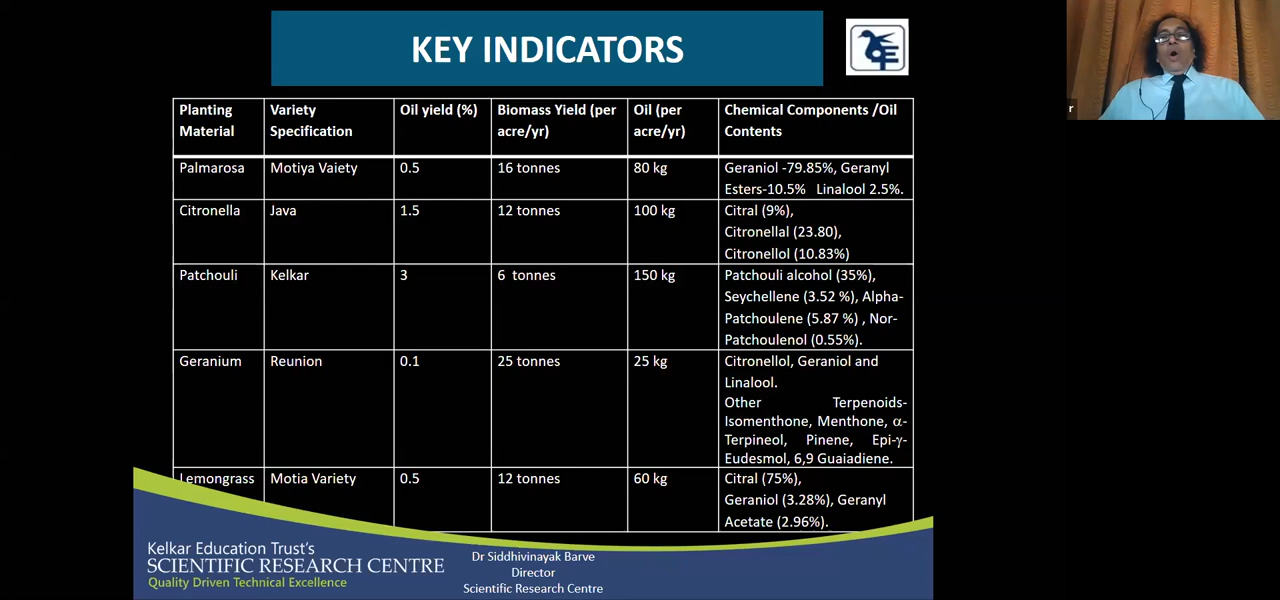 KEY INDICATORS
Planting Material | Variety Specification | Oil yield (%) | Biomass Yield (per acre/yr) | Oil (per acre/yr) | Chemical Components /Oil Contents
Palmarosa | Motiya Vaiety | 0.5 | 16 tonnes | 80 kg | Geraniol -79.85%, Geranyl Esters-10.5% Linalool 2.5%.
Citronella | Java | 1.5 | 12 tonnes | 100 kg | Citral (9%), Citronellal (23.80), Citronellol (10.83%)
Patchouli | Kelkar | 3 | 6 tonnes | 150 kg | Patchouli alcohol (35%), Seychellene (3.52 %), Alpha-Patchoulene (5.87 %) , Nor-Patchoulenol (0.55%).
Geranium | Reunion | 0.1 | 25 tonnes | 25 kg | Citronellol, Geraniol and Linalool. Other Terpenoids- Isomenthone, Menthone, α-Terpineol, Pinene, Epi-γ-Eudesmol, 6,9 Guaiadiene.
Lemongrass | Motia Variety | 0.5 | 12 tonnes | 60 kg | Citral (75%), Geraniol (3.28%), Geranyl Acetate (2.96%).
Kelkar Education Trust's
SCIENTIFIC RESEARCH CENTRE
Quality Driven Technical Excellence
Dr Siddhivinayak Barve
Director
Scientific Research Centre
r